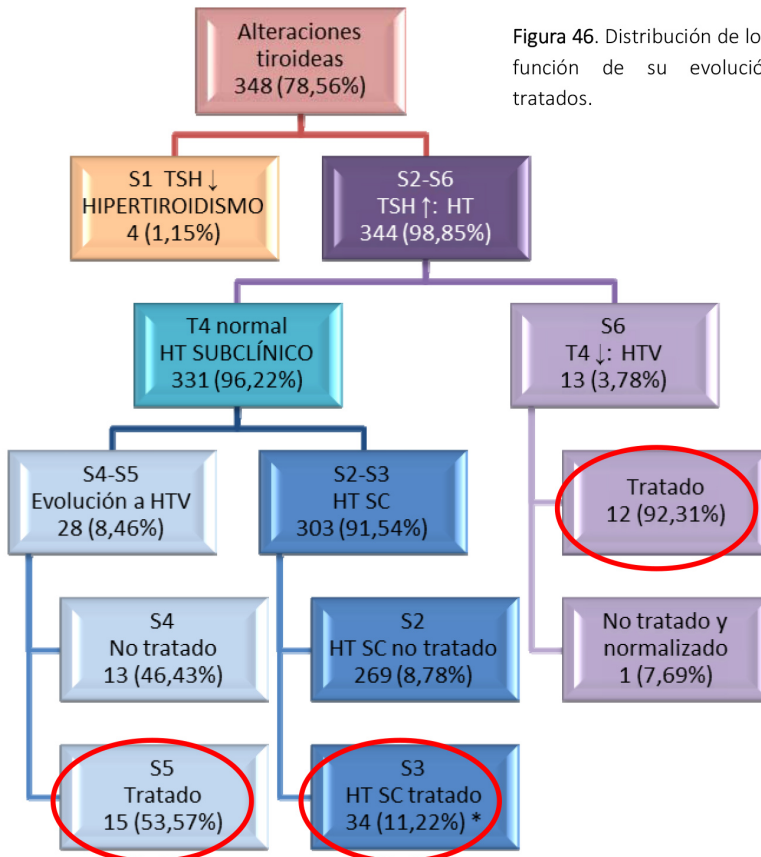 Alteraciones
tiroideas
348 (78,56%)
Figura 46. Distribución de lo
función de su evolució
tratados.
S1 TSH ↓
HIPERTIROIDISMO
4 (1,15%)
S2-S6
TSH ↑: HT
344 (98,85%)
T4 normal
HT SUBCLÍNICO
331 (96,22%)
S6
T4 ↓: HTV
13 (3,78%)
S4-S5
Evolución a HTV
28 (8,46%)
S2-S3
HT SC
303 (91,54%)
Tratado
12 (92,31%)
S4
No tratado
13 (46,43%)
S2
HT SC no tratado
269 (8,78%)
No tratado y
normalizado
1 (7,69%)
S5
Tratado
15 (53,57%)
S3
HT SC tratado
34 (11,22%) *